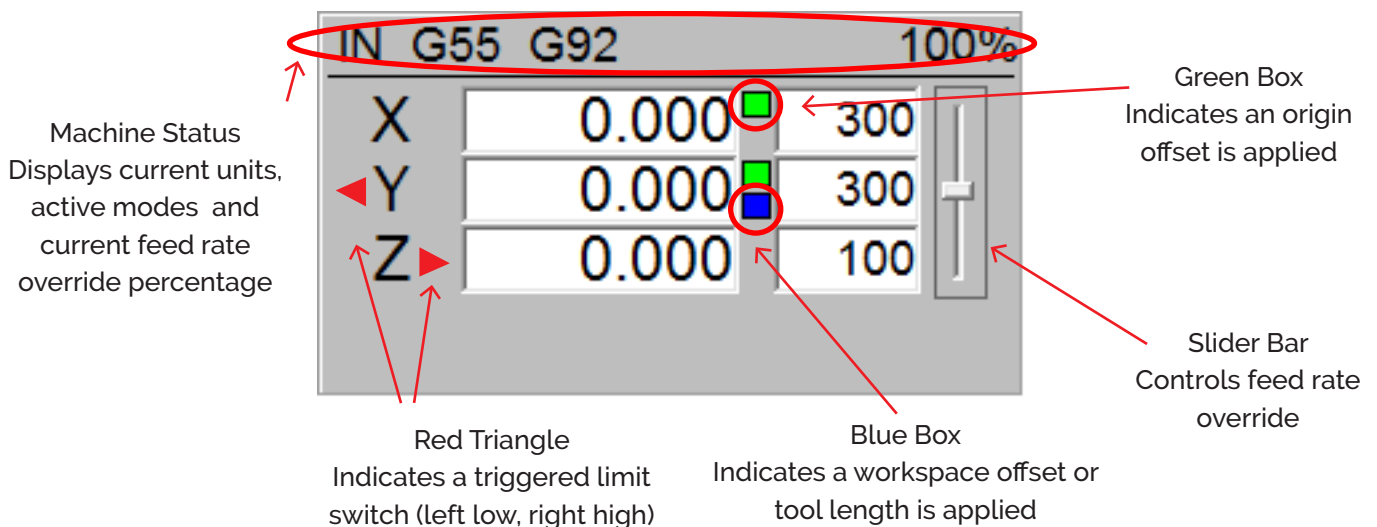 IN G55 G92 100%
X 0.000 300
Y 0.000 300
Z 0.000 100
Machine Status
Displays current units,
active modes and
current feed rate
override percentage
Green Box
Indicates an origin
offset is applied
Slider Bar
Controls feed rate
override
Red Triangle
Indicates a triggered limit
switch (left low, right high)
Blue Box
Indicates a workspace offset or
tool length is applied